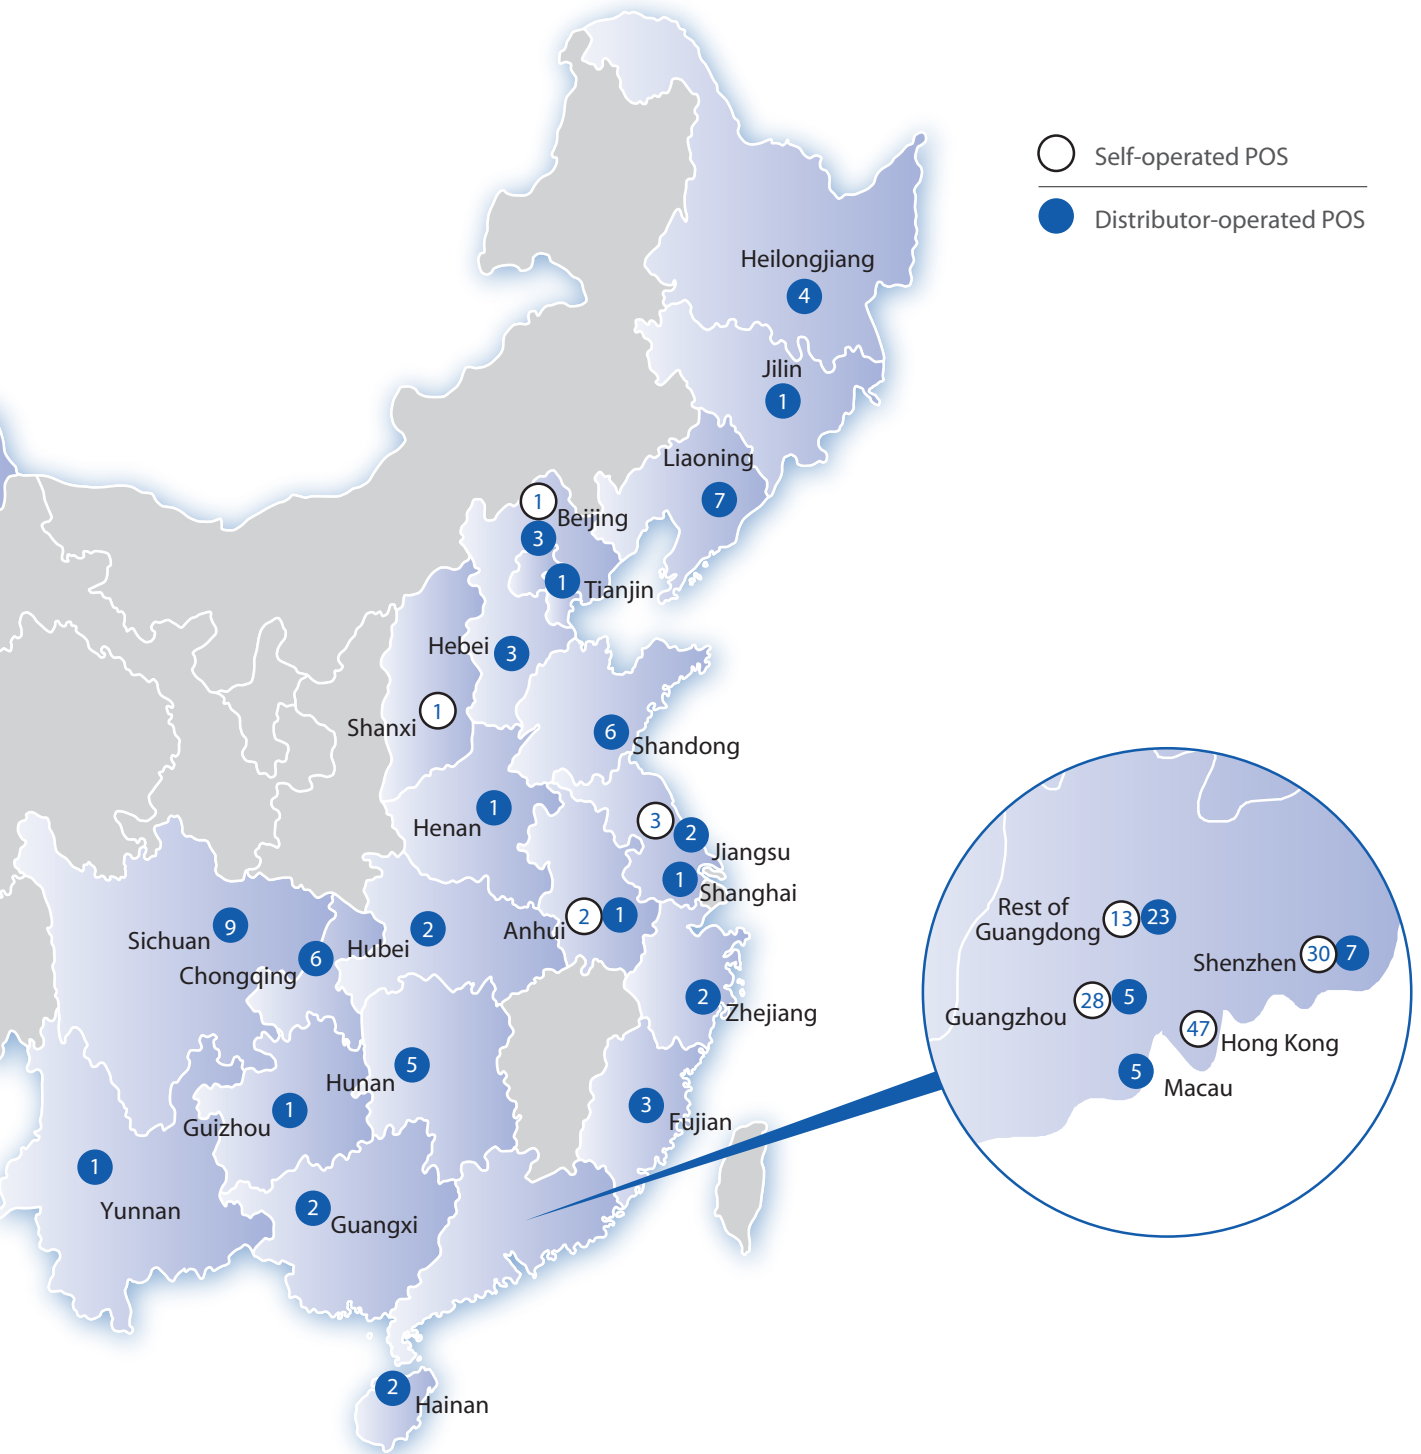 Self-operated POS
Distributor-operated POS
Heilongjiang
4
Jilin
1
Liaoning
7
1
Beijing
3
1 Tianjin
Hebei 3
1
Shanxi
6
Shandong
1
Henan
3 2
Jiangsu
1
Shanghai
9
Sichuan
6
Chongqing
2
Hubei
2 1
Anhui
2
Zhejiang
5
Hunan
1
Guizhou
3
Fujian
1
Yunnan
2
Guangxi
2
Hainan
Rest of
Guangdong
13 23
30 7
Shenzhen
28 5
Guangzhou
47
Hong Kong
5
Macau